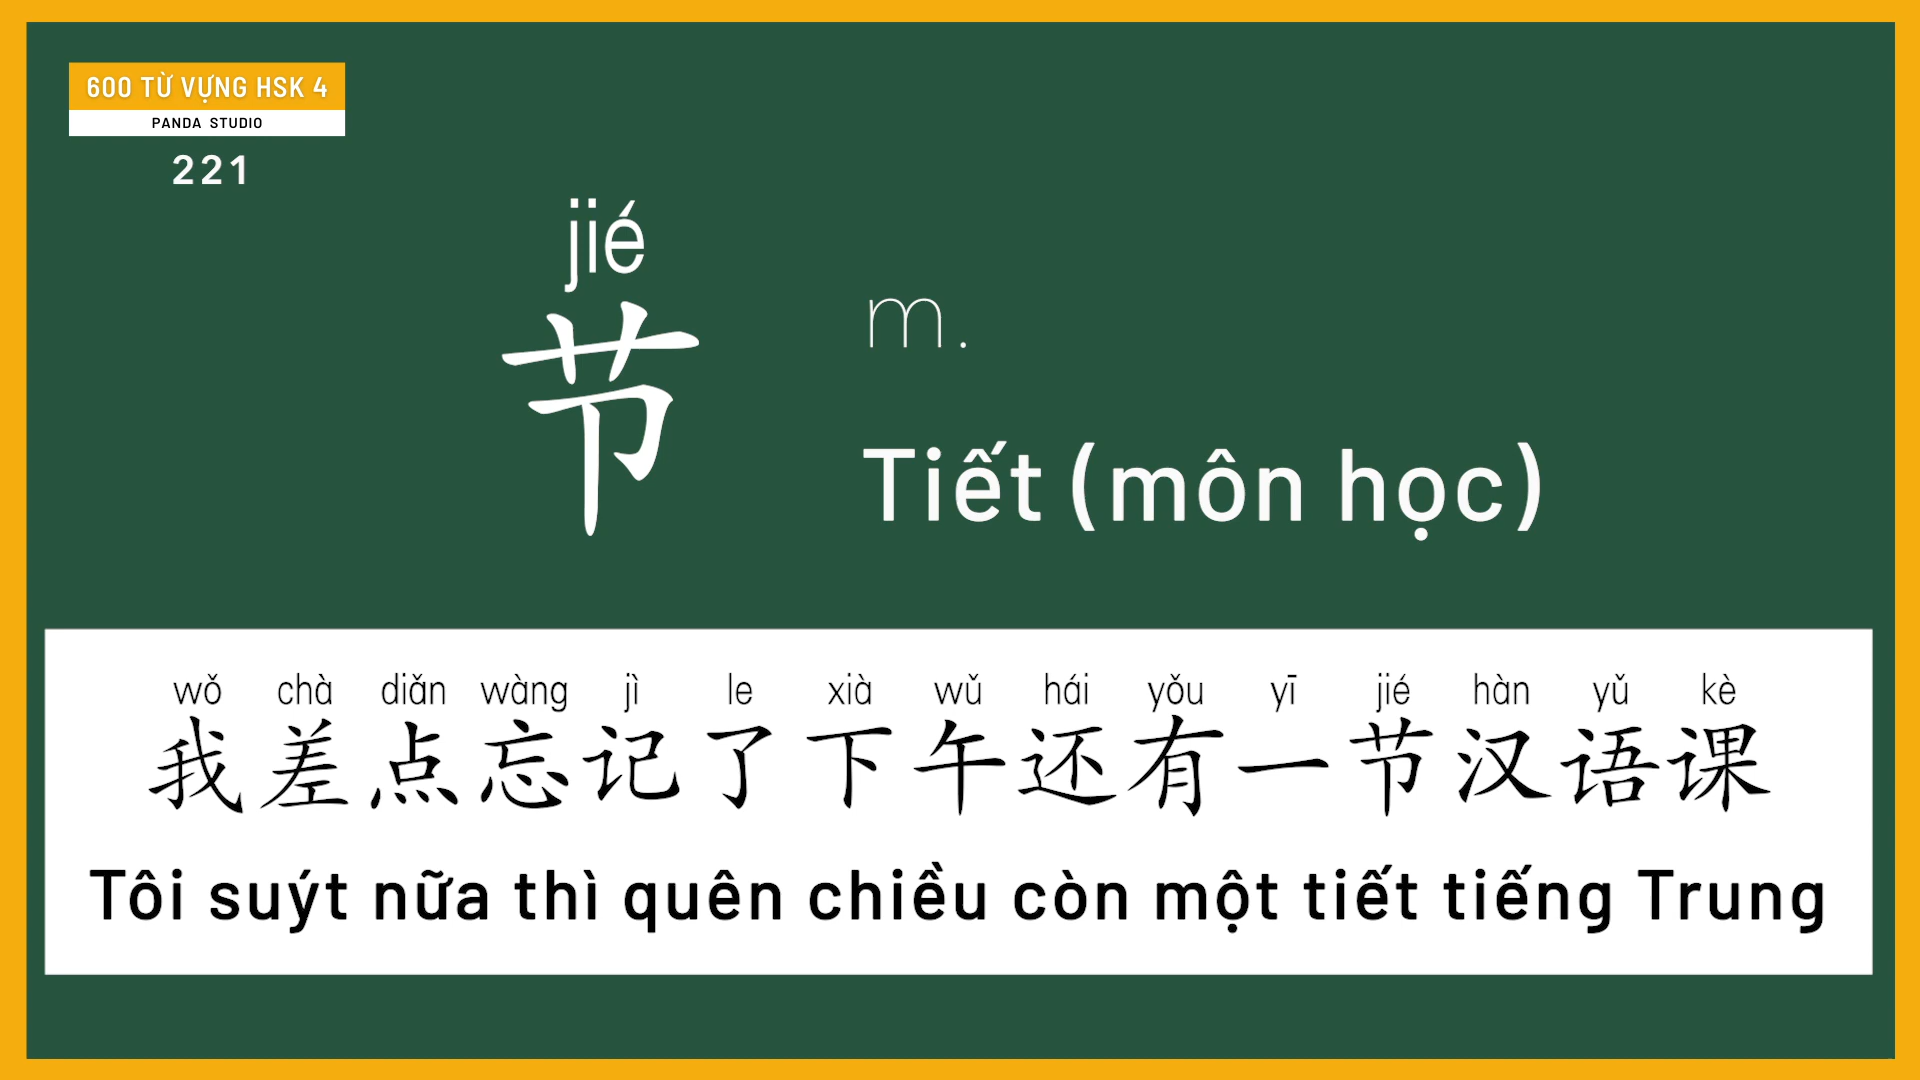 600 TỪ VỰNG HSK 4
PANDA STUDIO
221
jié
节
m.
Tiết (môn học)
wǒ chà diǎn wàng jì le xià wǔ hái yǒu yī jié hàn yǔ kè
我差点忘记了下午还有一节汉语课
Tôi suýt nữa thì quên chiều còn một tiết tiếng Trung